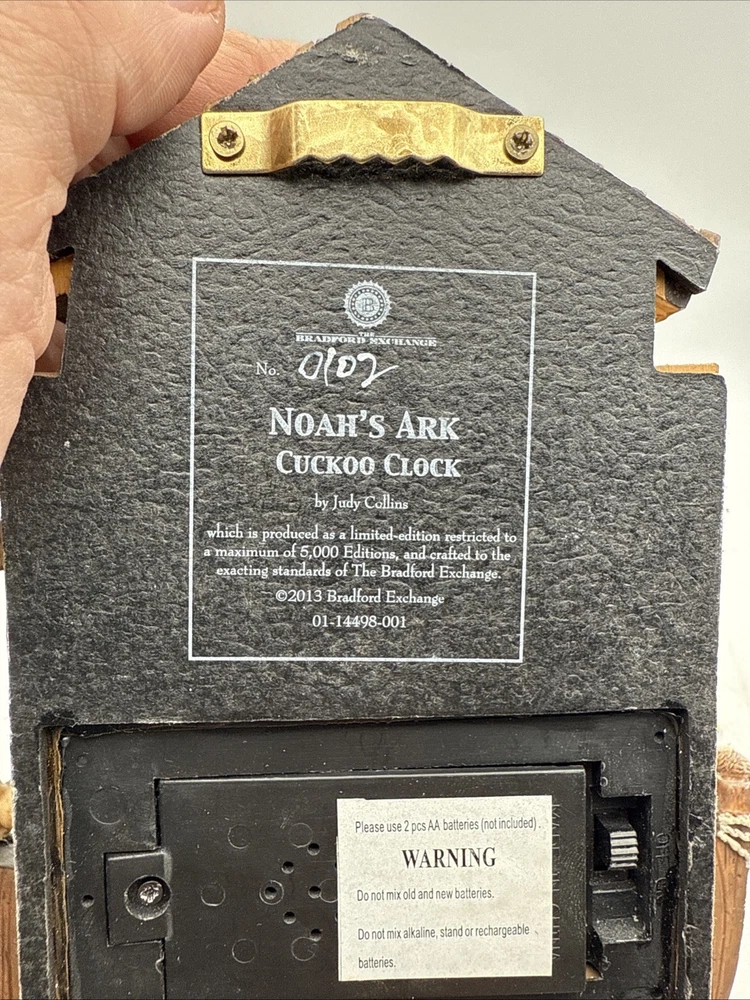 B
THE
BRADFORD EXCHANGE
No. 0102
NOAH'S ARK
CUCKOO CLOCK
by Judy Collins
which is produced as a limited-edition restricted to
a maximum of 5,000 Editions, and crafted to the
exacting standards of The Bradford Exchange.
©2013 Bradford Exchange
01-14498-001
Please use 2 pcs AA batteries (not included).
WARNING
Do not mix old and new batteries.
Do not mix alkaline, stand or rechargeable
batteries.